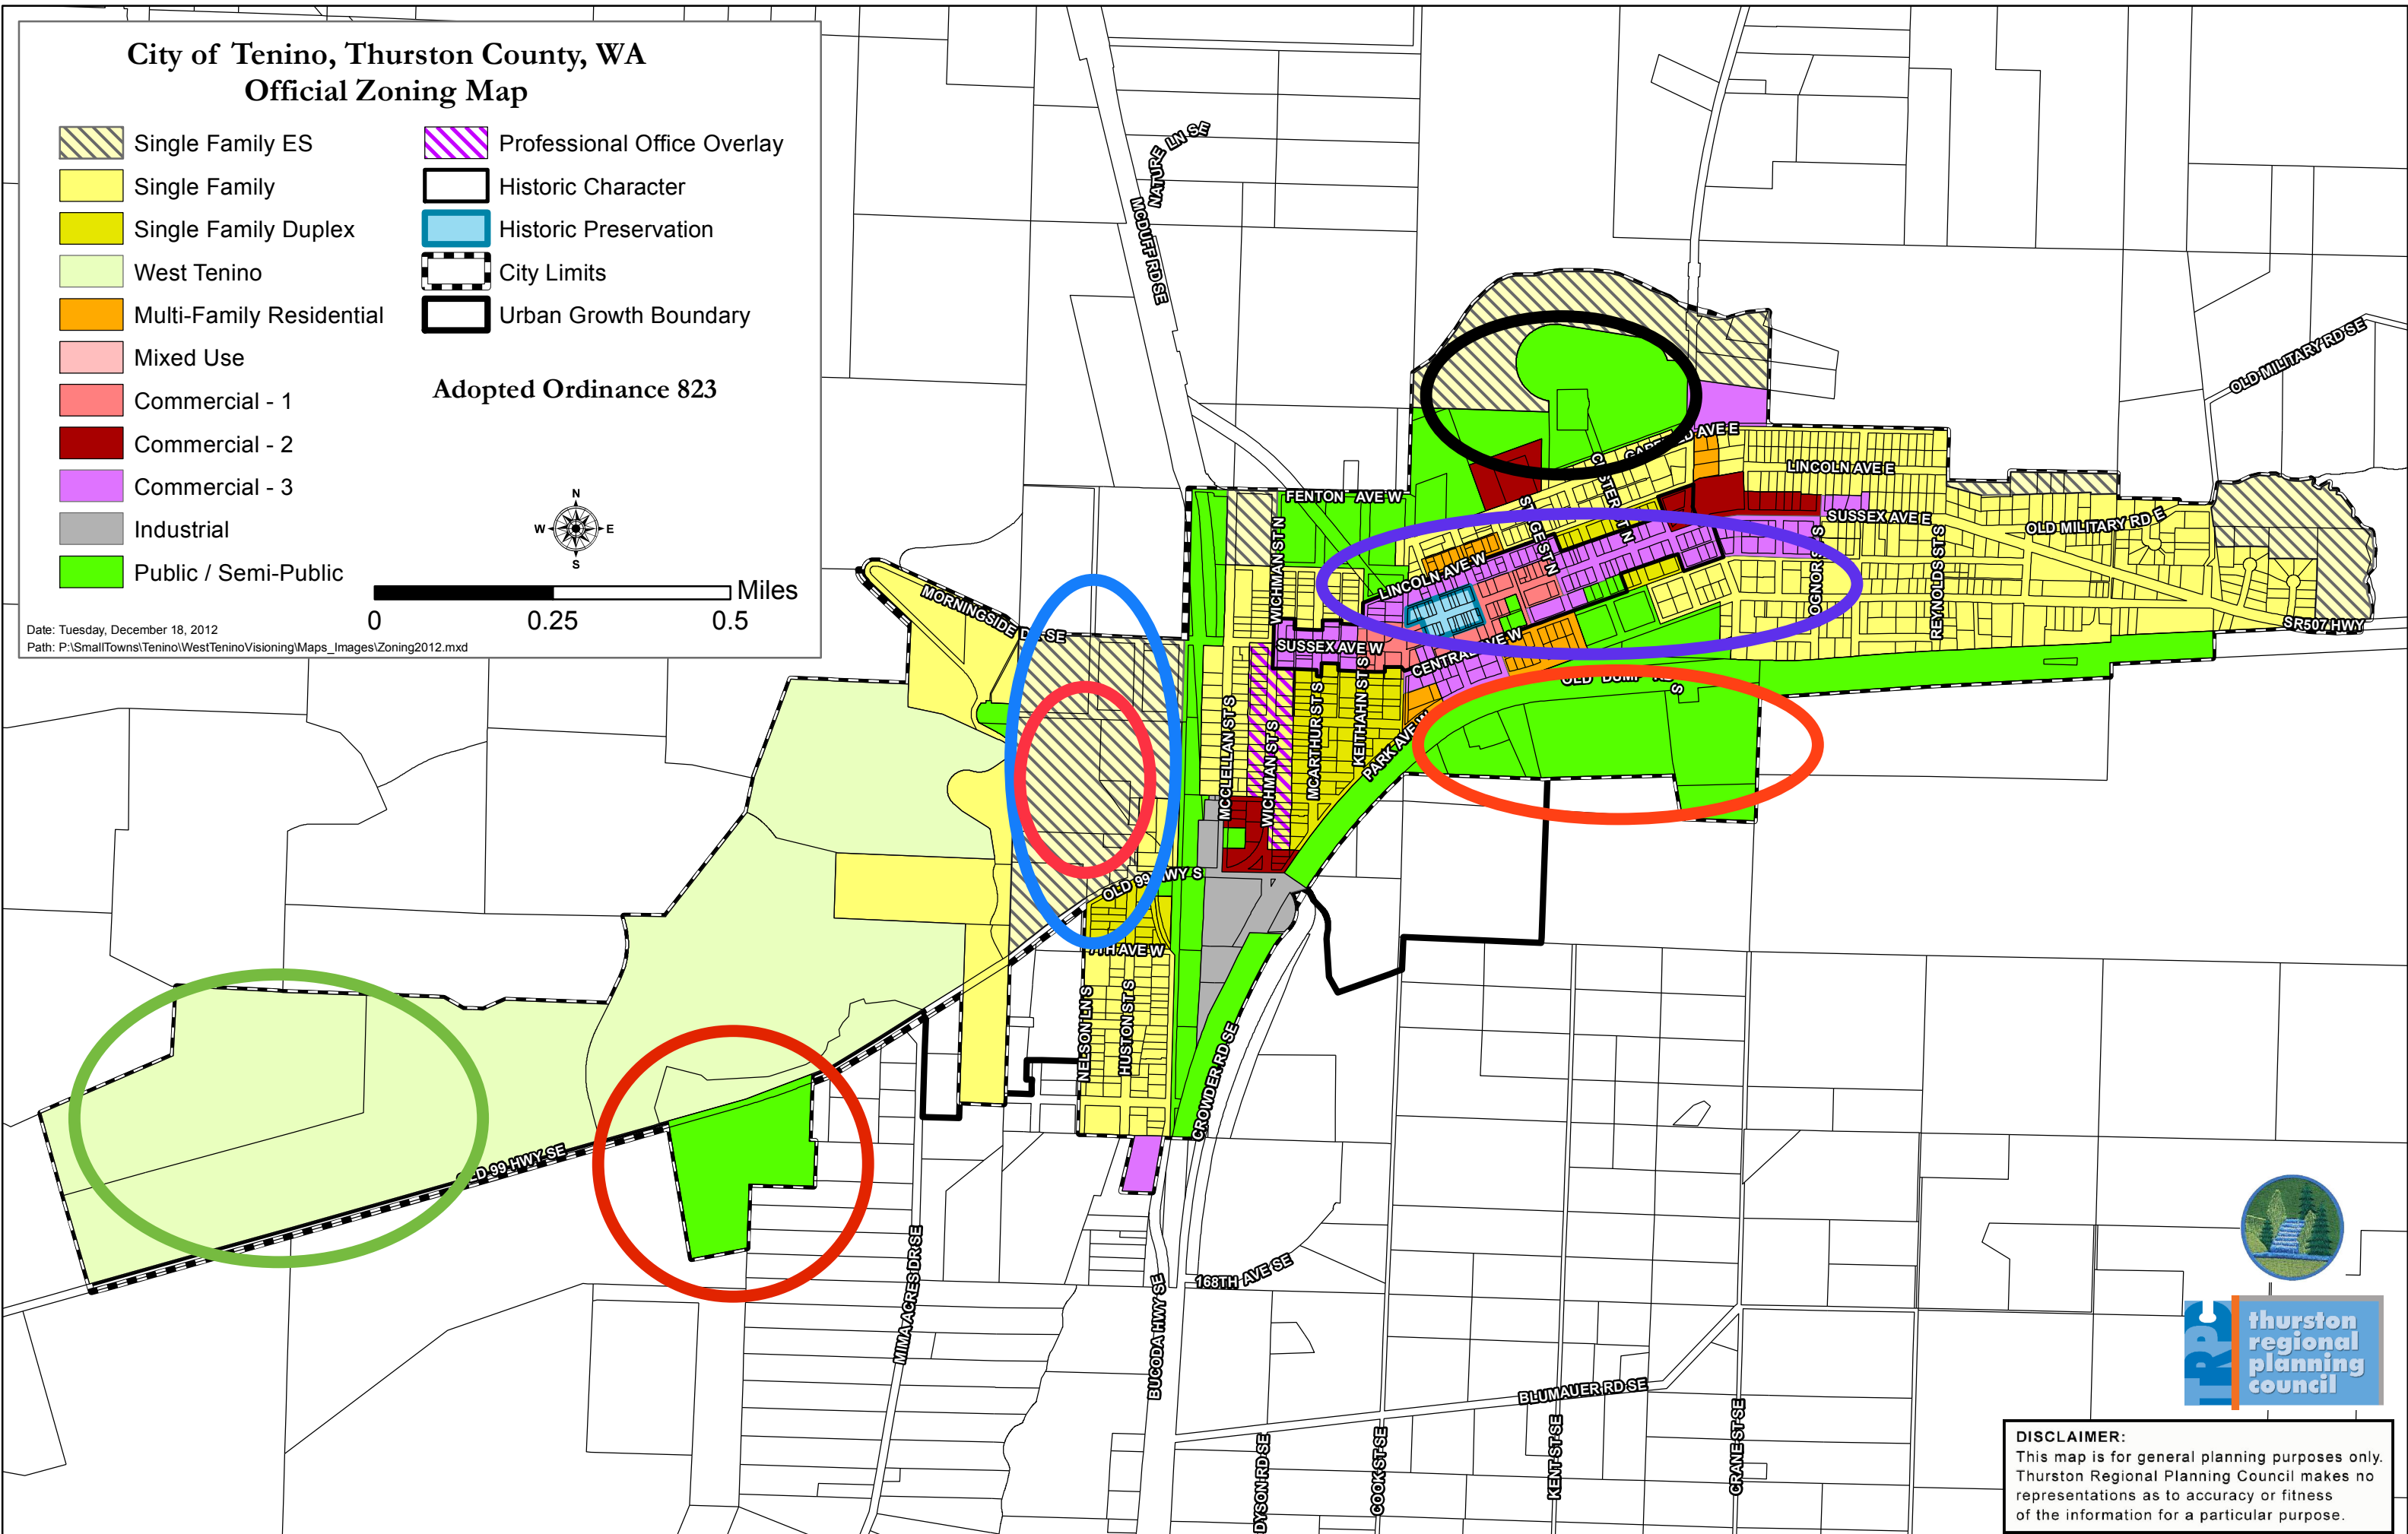 City of Tenino, Thurston County, WA
Official Zoning Map
Single Family ES
Single Family
Single Family Duplex
West Tenino
Multi-Family Residential
Mixed Use
Commercial - 1
Commercial - 2
Commercial - 3
Industrial
Public / Semi-Public
Professional Office Overlay
Historic Character
Historic Preservation
City Limits
Urban Growth Boundary
Adopted Ordinance 823
N
W E
S
Miles
0 0.25 0.5
Date: Tuesday, December 18, 2012
Path: P:\SmallTowns\Tenino\WestTeninoVisioning\Maps_Images\Zoning2012.mxd
NATURE LN SE
MCDUFF RD SE
OLD MILITARY RD SE
AVE E
LINCOLN AVE E
FENTON AVE W
WICHMAN ST N
SUSSEX AVE E
OLD MILITARY RD E
LINCOLN AVE W
REYNOLDS ST S
SR507 HWY
MORNINGSIDE DR SE
SUSSEX AVE W
CENTRAL AVE W
OLD DUMP
S
MCCLELLAN ST S
WICHMAN ST S
MCARTHUR ST S
KEITHAHN ST S
PARK AVE W
OLD 99 HWY S
7TH AVE W
NELSON LN S
HUSTON ST S
CROWDER RD SE
99 HWY SE
MIMA ACRES DR SE
BUCODA HWY SE
168TH AVE SE
BLUMAUER RD SE
DYSON RD SE
COOK ST SE
KENT ST SE
CRANE ST SE
TRPC
thurston
regional
planning
council
DISCLAIMER:
This map is for general planning purposes only.
Thurston Regional Planning Council makes no
representations as to accuracy or fitness
of the information for a particular purpose.